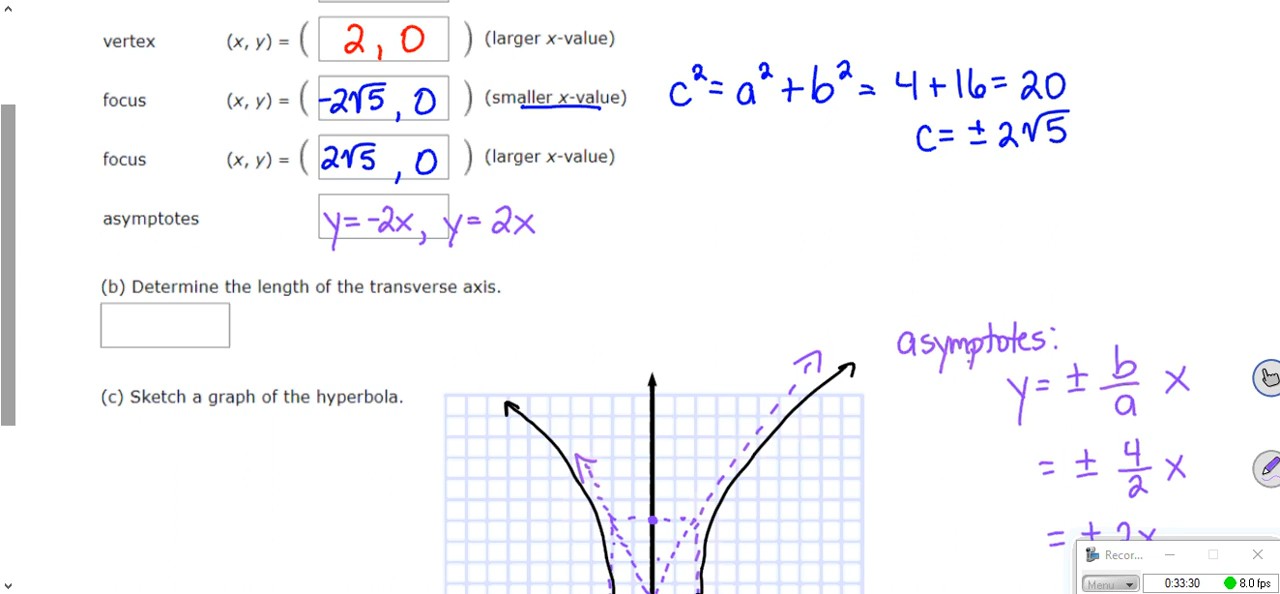 vertex (x, y) = ( 2, 0 ) (larger x-value)
focus (x, y) = ( -2√5, 0 ) (smaller x-value)
c² = a² + b² = 4 + 16 = 20
c = ± 2√5
focus (x, y) = ( 2√5, 0 ) (larger x-value)
asymptotes y = -2x, y = 2x
(b) Determine the length of the transverse axis.
asymptotes:
y = ± b/a x
= ± 4/2 x
= ± 2x
(c) Sketch a graph of the hyperbola.
Recor...
Menu 0:33:30 8.0 fps